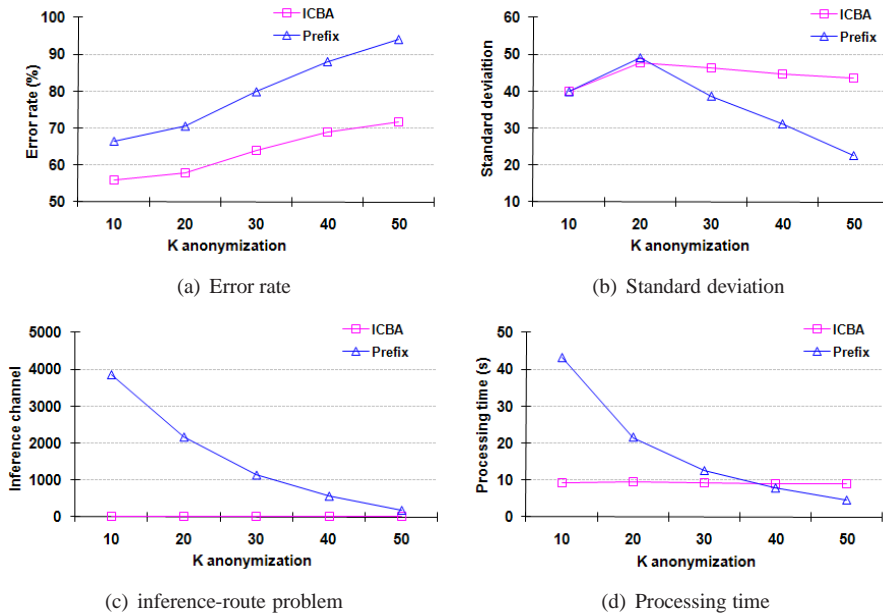 ICBA
Prefix
100
90
80
70
60
50
Error rate (%)
10 20 30 40 50
K anonymization
(a) Error rate
ICBA
Prefix
60
50
40
30
20
10
Standard deviaition
10 20 30 40 50
K anonymization
(b) Standard deviation
ICBA
Prefix
5000
4000
3000
2000
1000
0
Inference channel
10 20 30 40 50
K anonymization
(c) inference-route problem
ICBA
Prefix
50
40
30
20
10
0
Processing time (s)
10 20 30 40 50
K anonymization
(d) Processing time